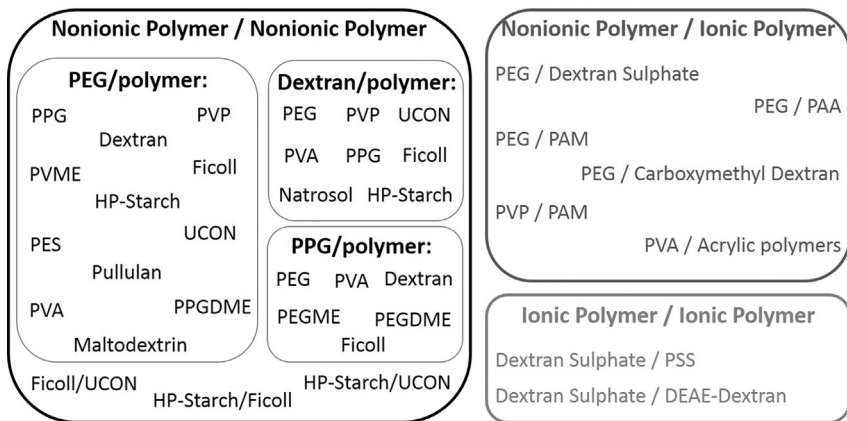 Nonionic Polymer / Nonionic Polymer
PEG/polymer:
PPG
PVP
Dextran
PVME
Ficoll
HP-Starch
PES
UCON
Pullulan
PVA
PPGDME
Maltodextrin
Dextran/polymer:
PEG PVP UCON
PVA PPG Ficoll
Natrosol HP-Starch
PPG/polymer:
PEG PVA Dextran
PEGME PEGDME
Ficoll
Ficoll/UCON
HP-Starch/Ficoll
HP-Starch/UCON
Nonionic Polymer / Ionic Polymer
PEG / Dextran Sulphate
PEG / PAA
PEG / PAM
PEG / Carboxymethyl Dextran
PVP / PAM
PVA / Acrylic polymers
Ionic Polymer / Ionic Polymer
Dextran Sulphate / PSS
Dextran Sulphate / DEAE-Dextran